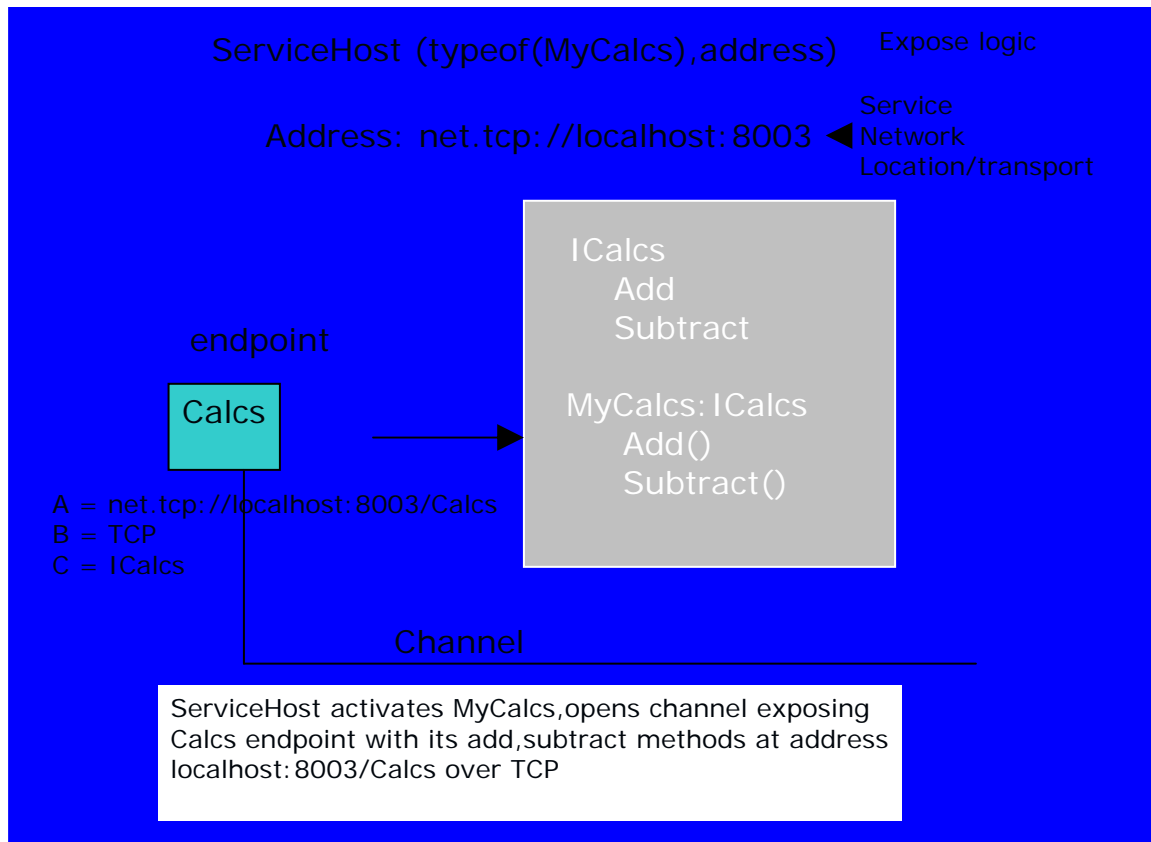 ServiceHost (typeof(MyCalcs),address)
Expose logic
Address: net.tcp://localhost:8003
Service
Network
Location/transport
ICalcs
Add
Subtract
MyCalcs:ICalcs
Add()
Subtract()
endpoint
Calcs
A = net.tcp://localhost:8003/Calcs
B = TCP
C = ICalcs
Channel
ServiceHost activates MyCalcs,opens channel exposing
Calcs endpoint with its add,subtract methods at address
localhost:8003/Calcs over TCP